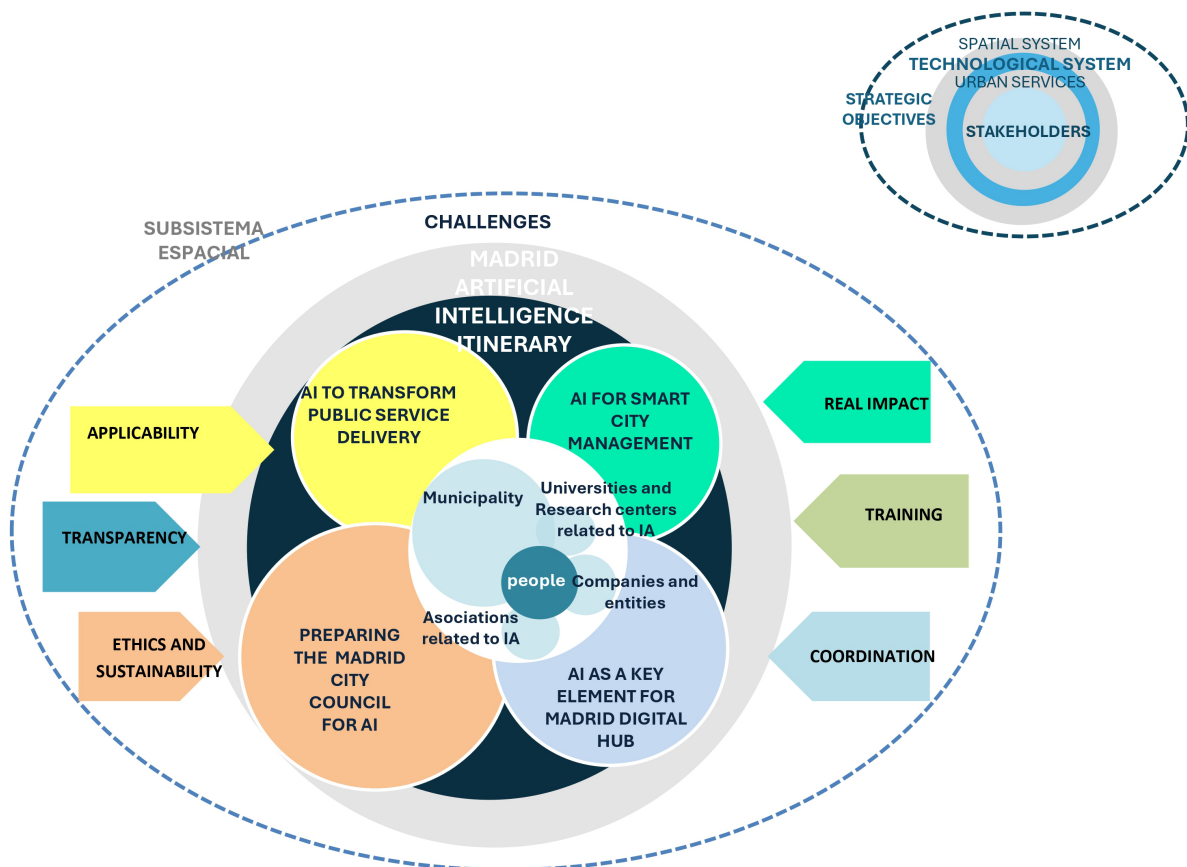 SPATIAL SYSTEM
TECHNOLOGICAL SYSTEM
URBAN SERVICES
STRATEGIC
OBJECTIVES
STAKEHOLDERS
SUBSISTEMA
ESPACIAL
CHALLENGES
MADRID
ARTIFICIAL
INTELLIGENCE
ITINERARY
AI TO TRANSFORM
PUBLIC SERVICE
DELIVERY
AI FOR SMART
CITY
MANAGEMENT
APPLICABILITY
TRANSPARENCY
ETHICS AND
SUSTAINABILITY
REAL IMPACT
TRAINING
COORDINATION
Municipality
Universities and
Research centers
related to IA
people
Companies and
entities
Asociations
related to IA
PREPARING
THE MADRID
CITY
COUNCIL
FOR AI
AI AS A KEY
ELEMENT FOR
MADRID DIGITAL
HUB